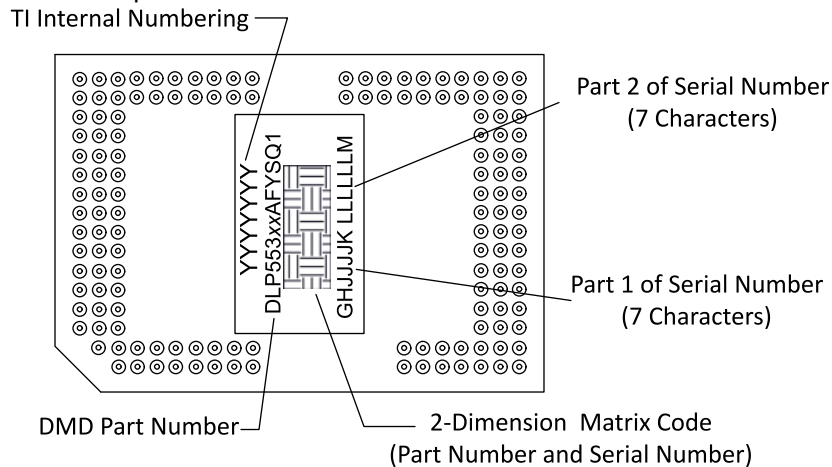 TI Internal Numbering
Part 2 of Serial Number
(7 Characters)
YYYYYYY
DLP553xxAFYSQ1
GHJJJJK LLLLLLM
Part 1 of Serial Number
(7 Characters)
DMD Part Number
2-Dimension Matrix Code
(Part Number and Serial Number)